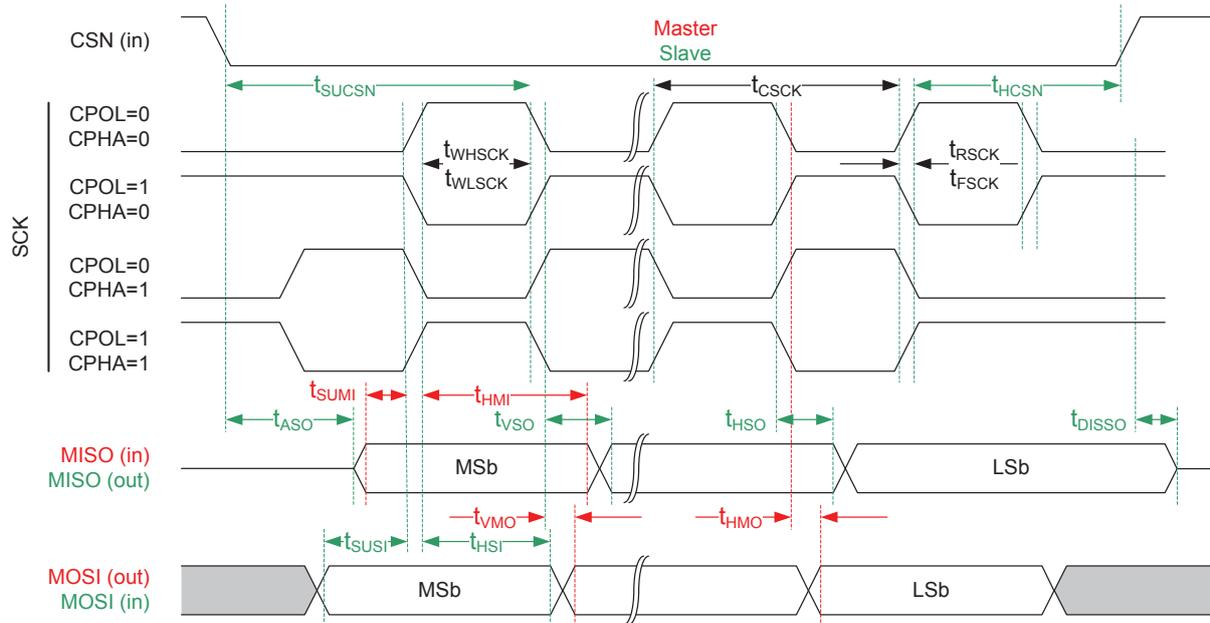 CSN (in)
Master
Slave
tSUCSN
tCSCK
tHCSN
SCK
CPOL=0
CPHA=0
tWHSCK
tWLSCK
tRSCK
tFSCK
CPOL=1
CPHA=0
CPOL=0
CPHA=1
CPOL=1
CPHA=1
tSUMI
tHMI
tASO
tVSO
tHSO
tDISSO
MISO (in)
MISO (out)
MSb
LSb
tVMO
tHMO
tSUSI
tHSI
MOSI (out)
MOSI (in)
MSb
LSb